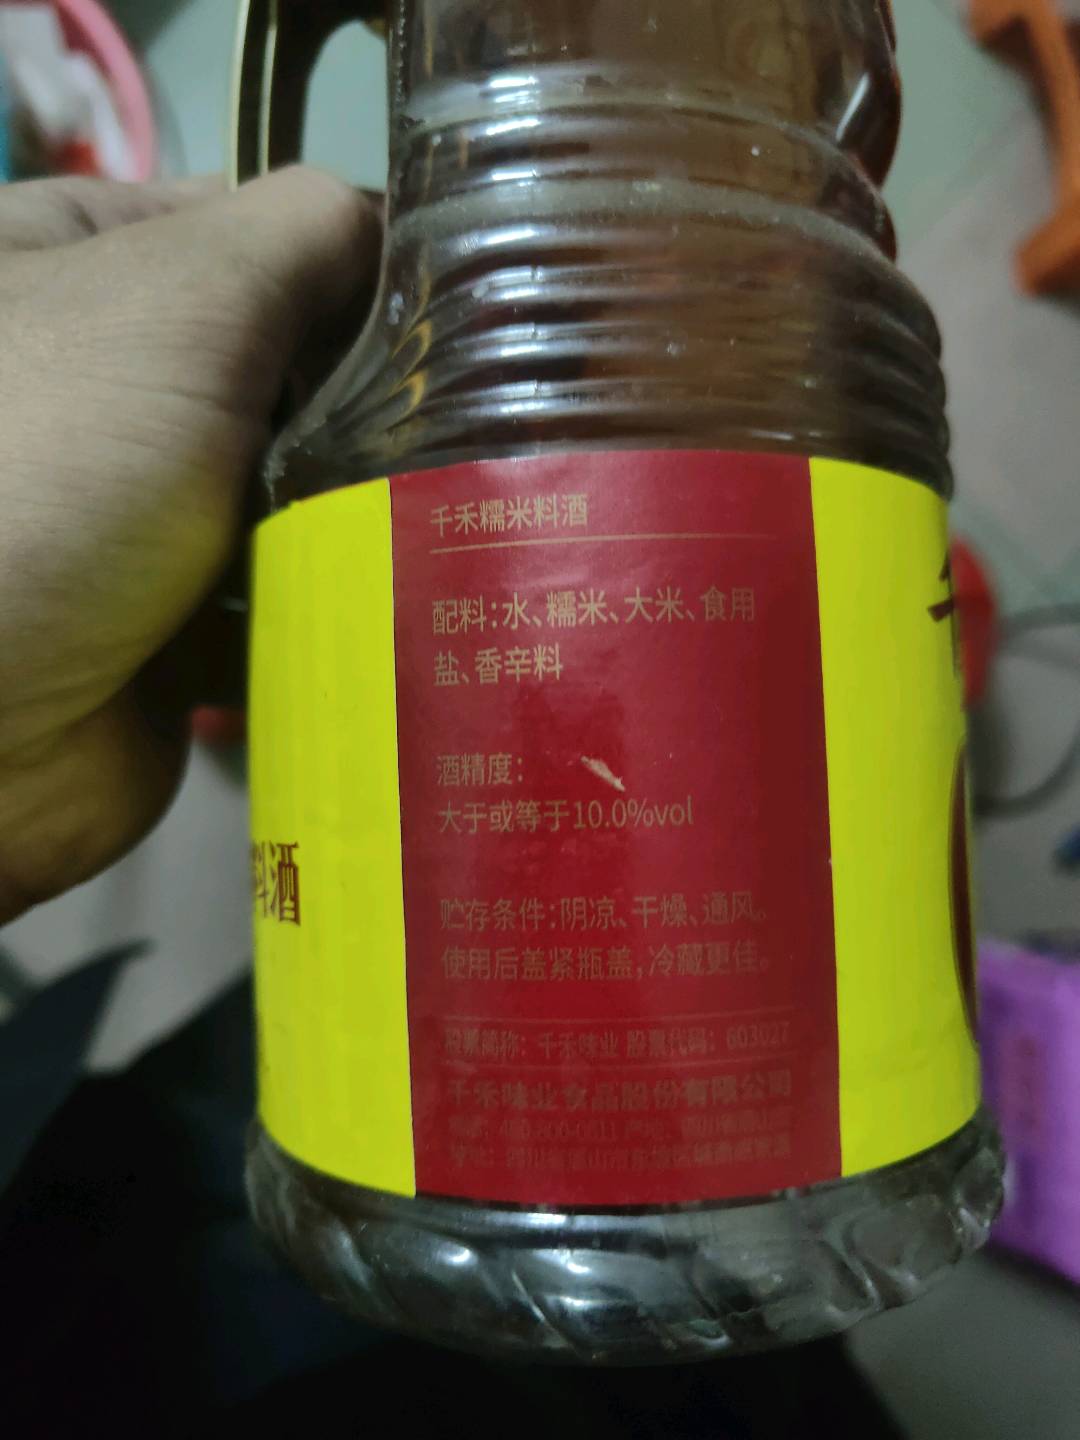 千禾糯米料酒
配料：水、糯米、大米、食用
盐、香辛料
酒精度：
大于或等于10.0%vol
贮存条件：阴凉、干燥、通风。
使用后盖紧瓶盖，冷藏更佳。
股票简称：千禾味业 股票代码：603027
千禾味业食品股份有限公司
料酒